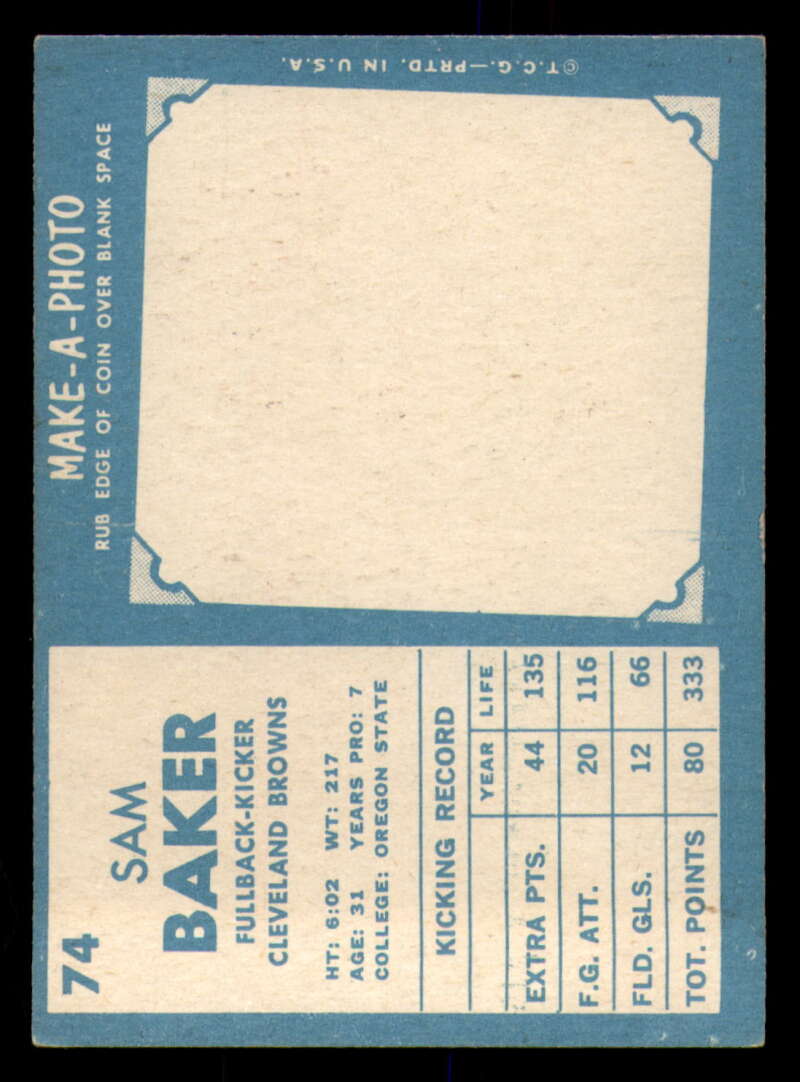 74
SAM
BAKER
FULLBACK-KICKER
CLEVELAND BROWNS
HT: 6:02 WT: 217
AGE: 31 YEARS PRO: 7
COLLEGE: OREGON STATE
KICKING RECORD
YEAR LIFE
EXTRA PTS. 44 135
F.G. ATT. 20 116
FLD. GLS. 12 66
TOT. POINTS 80 333
MAKE-A-PHOTO
RUB EDGE OF COIN OVER BLANK SPACE
©T.C.G.—PRTD. IN U.S.A.